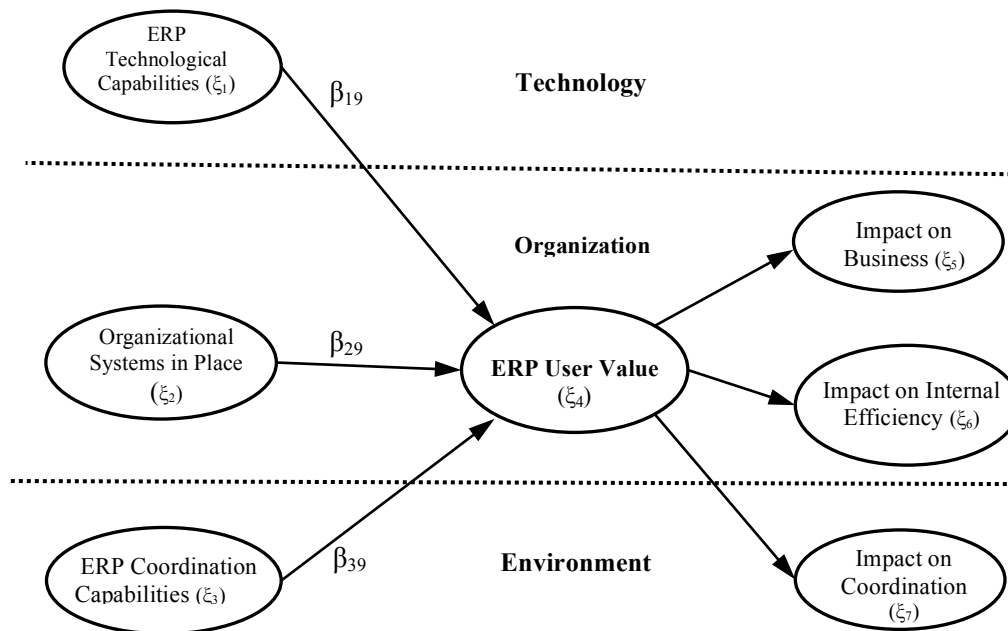 ERP
Technological
Capabilities (ξ1)
β19
Technology
Organization
Impact on
Business (ξ5)
Organizational
Systems in Place
(ξ2)
β29
ERP User Value
(ξ4)
Impact on Internal
Efficiency (ξ6)
ERP Coordination
Capabilities (ξ3)
β39
Environment
Impact on
Coordination
(ξ7)